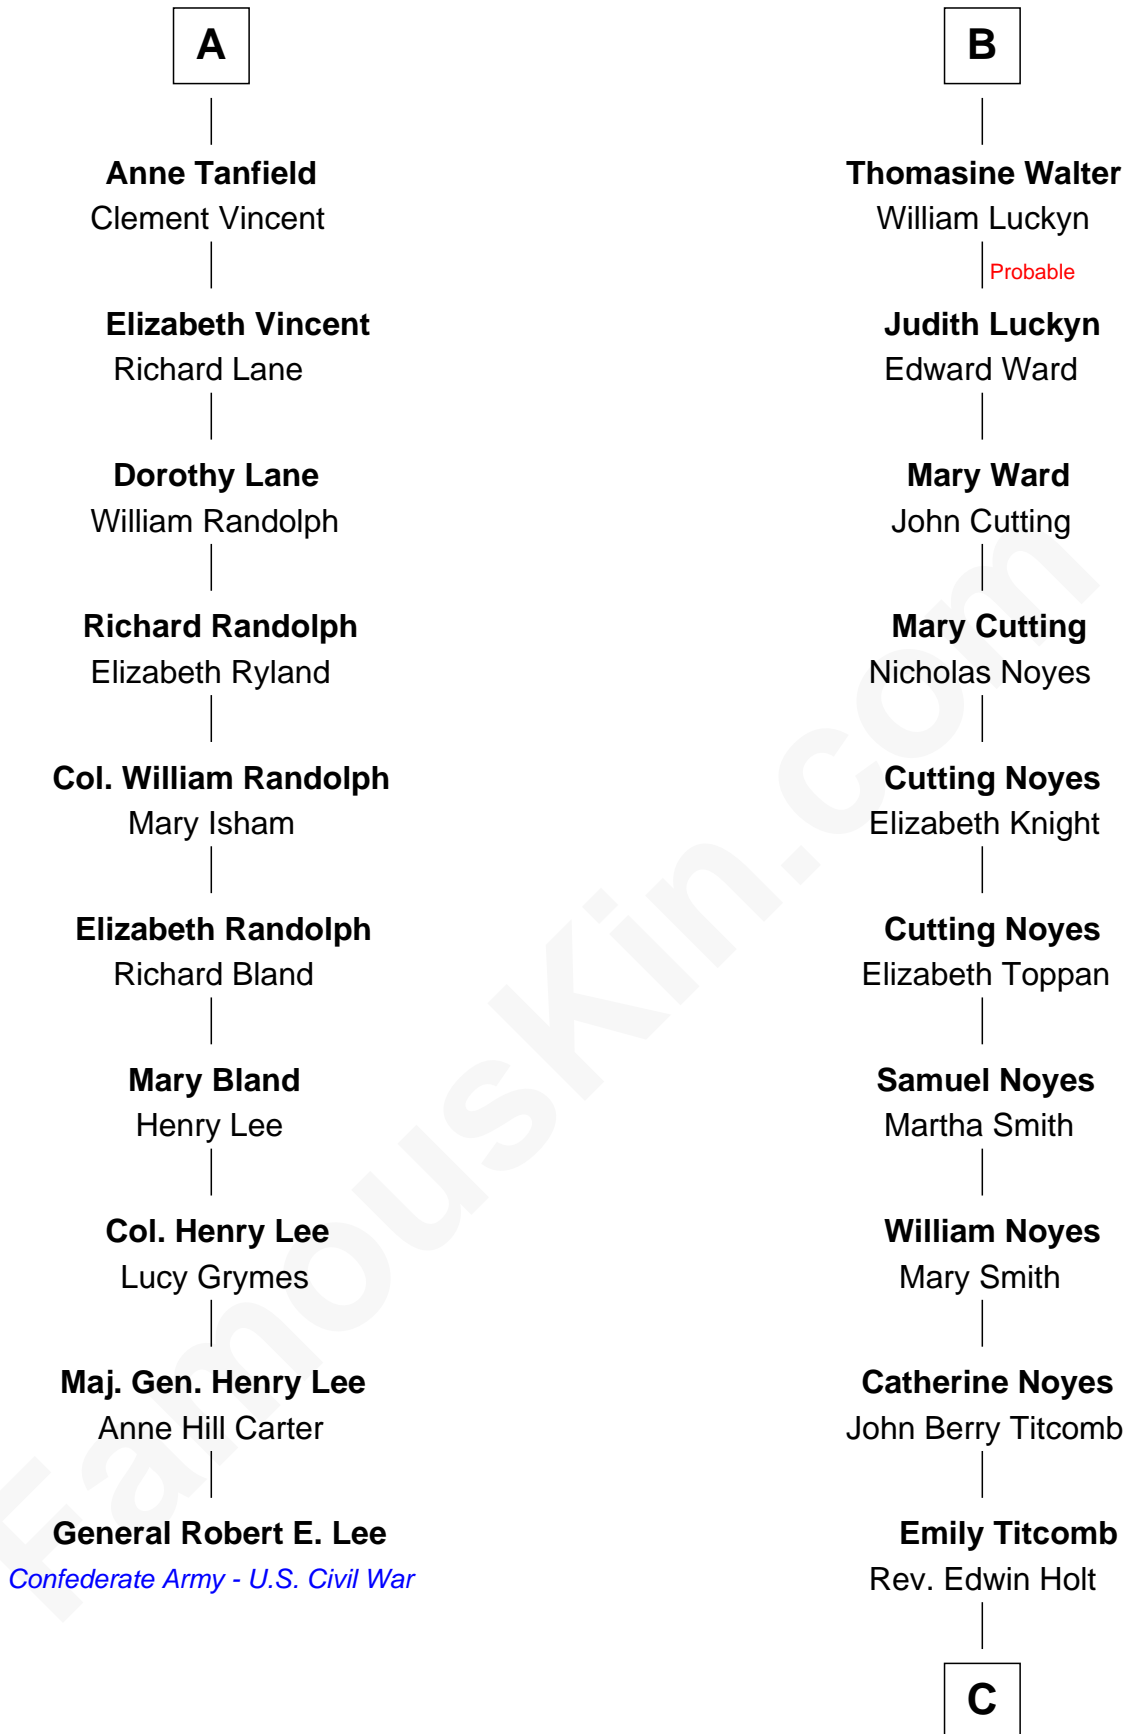 A
Anne Tanfield
Clement Vincent
Elizabeth Vincent
Richard Lane
Dorothy Lane
William Randolph
Richard Randolph
Elizabeth Ryland
Col. William Randolph
Mary Isham
Elizabeth Randolph
Richard Bland
Mary Bland
Henry Lee
Col. Henry Lee
Lucy Grymes
Maj. Gen. Henry Lee
Anne Hill Carter
General Robert E. Lee
Confederate Army - U.S. Civil War
B
Thomasine Walter
William Luckyn
Probable
Judith Luckyn
Edward Ward
Mary Ward
John Cutting
Mary Cutting
Nicholas Noyes
Cutting Noyes
Elizabeth Knight
Cutting Noyes
Elizabeth Toppan
Samuel Noyes
Martha Smith
William Noyes
Mary Smith
Catherine Noyes
John Berry Titcomb
Emily Titcomb
Rev. Edwin Holt
C
FamousKin.com